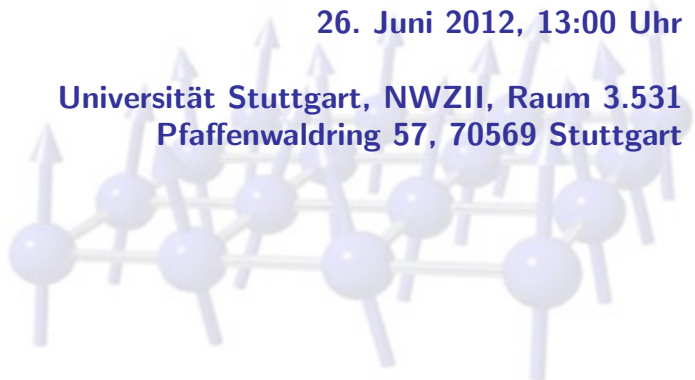 26. Juni 2012, 13:00 Uhr
Universität Stuttgart, NWZII, Raum 3.531
Pfaffenwaldring 57, 70569 Stuttgart